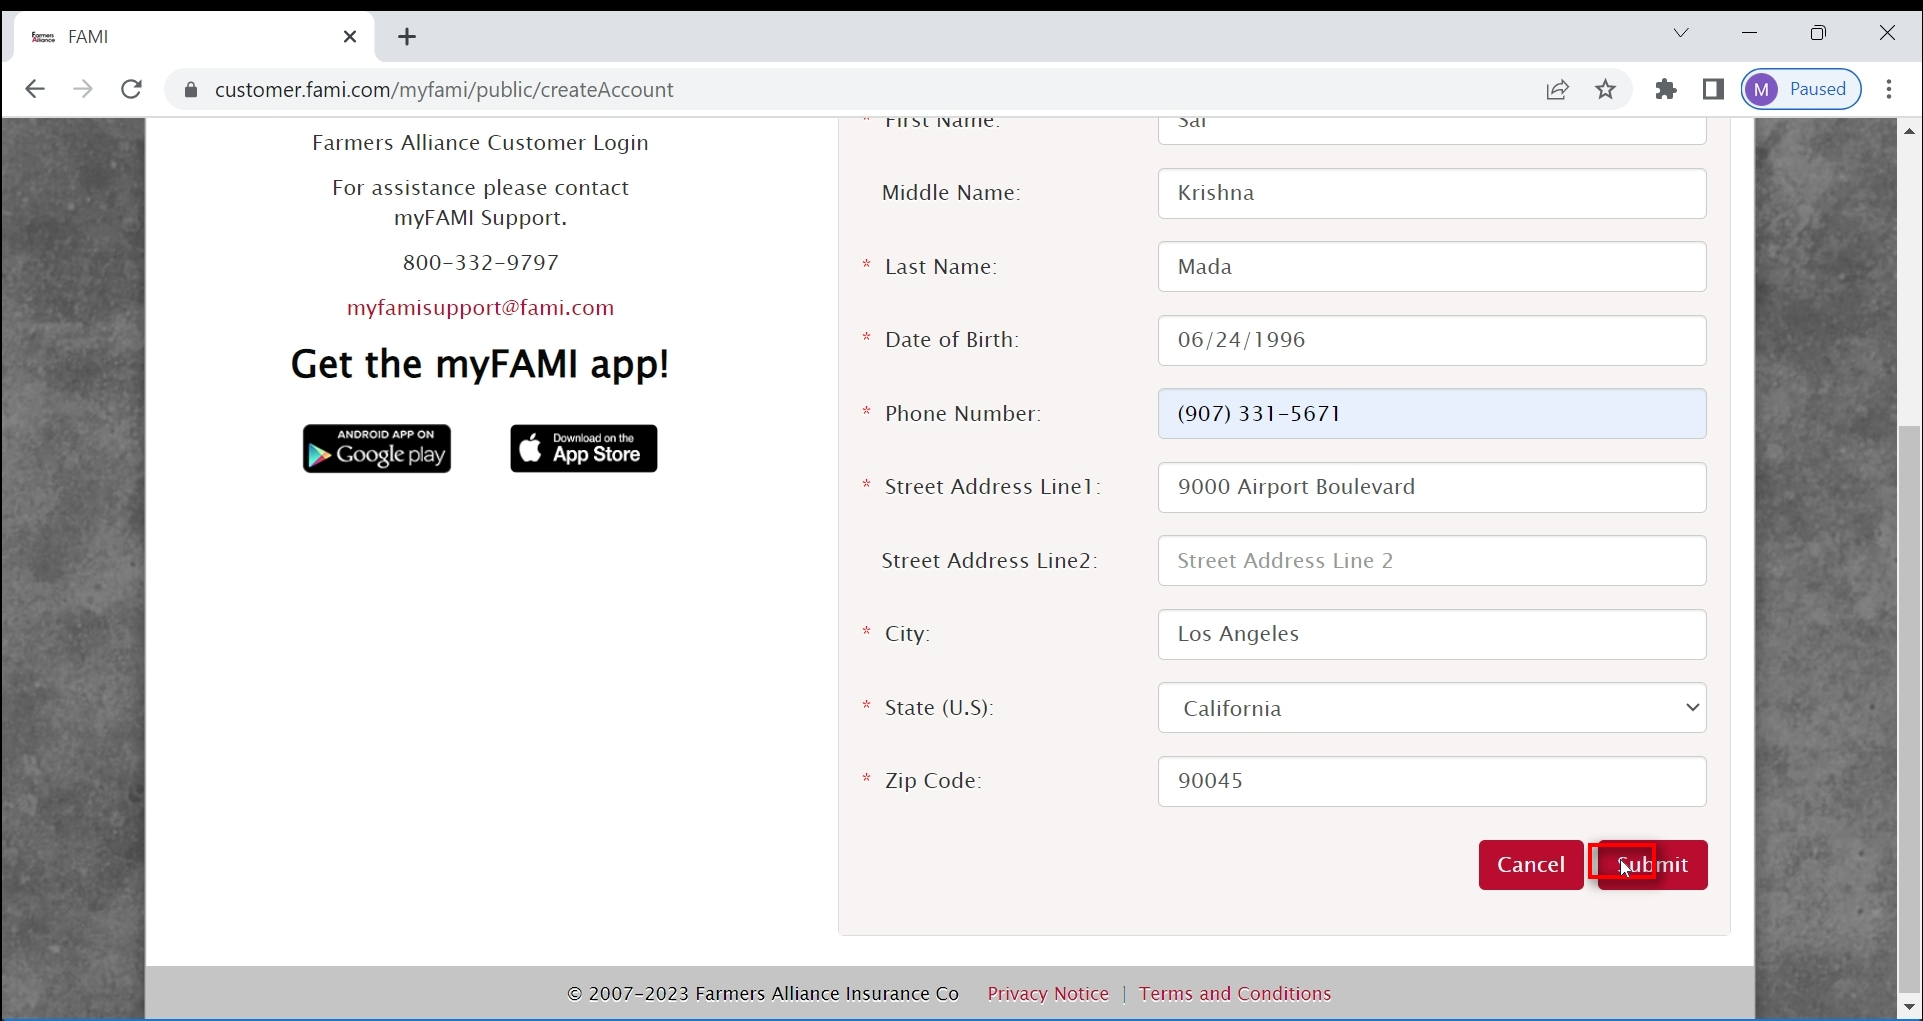 Farmers Alliance
FAMI
customer.fami.com/myfami/public/createAccount
M
Paused
Farmers Alliance Customer Login
For assistance please contact
myFAMI Support.
800-332-9797
myfamisupport@fami.com
Get the myFAMI app!
ANDROID APP ON
Google play
Download on the
App Store
* First Name: Sai
Middle Name: Krishna
* Last Name: Mada
* Date of Birth: 06/24/1996
* Phone Number: (907) 331-5671
* Street Address Line1: 9000 Airport Boulevard
Street Address Line2: Street Address Line 2
* City: Los Angeles
* State (U.S): California
* Zip Code: 90045
Cancel Submit
© 2007-2023 Farmers Alliance Insurance Co Privacy Notice | Terms and Conditions